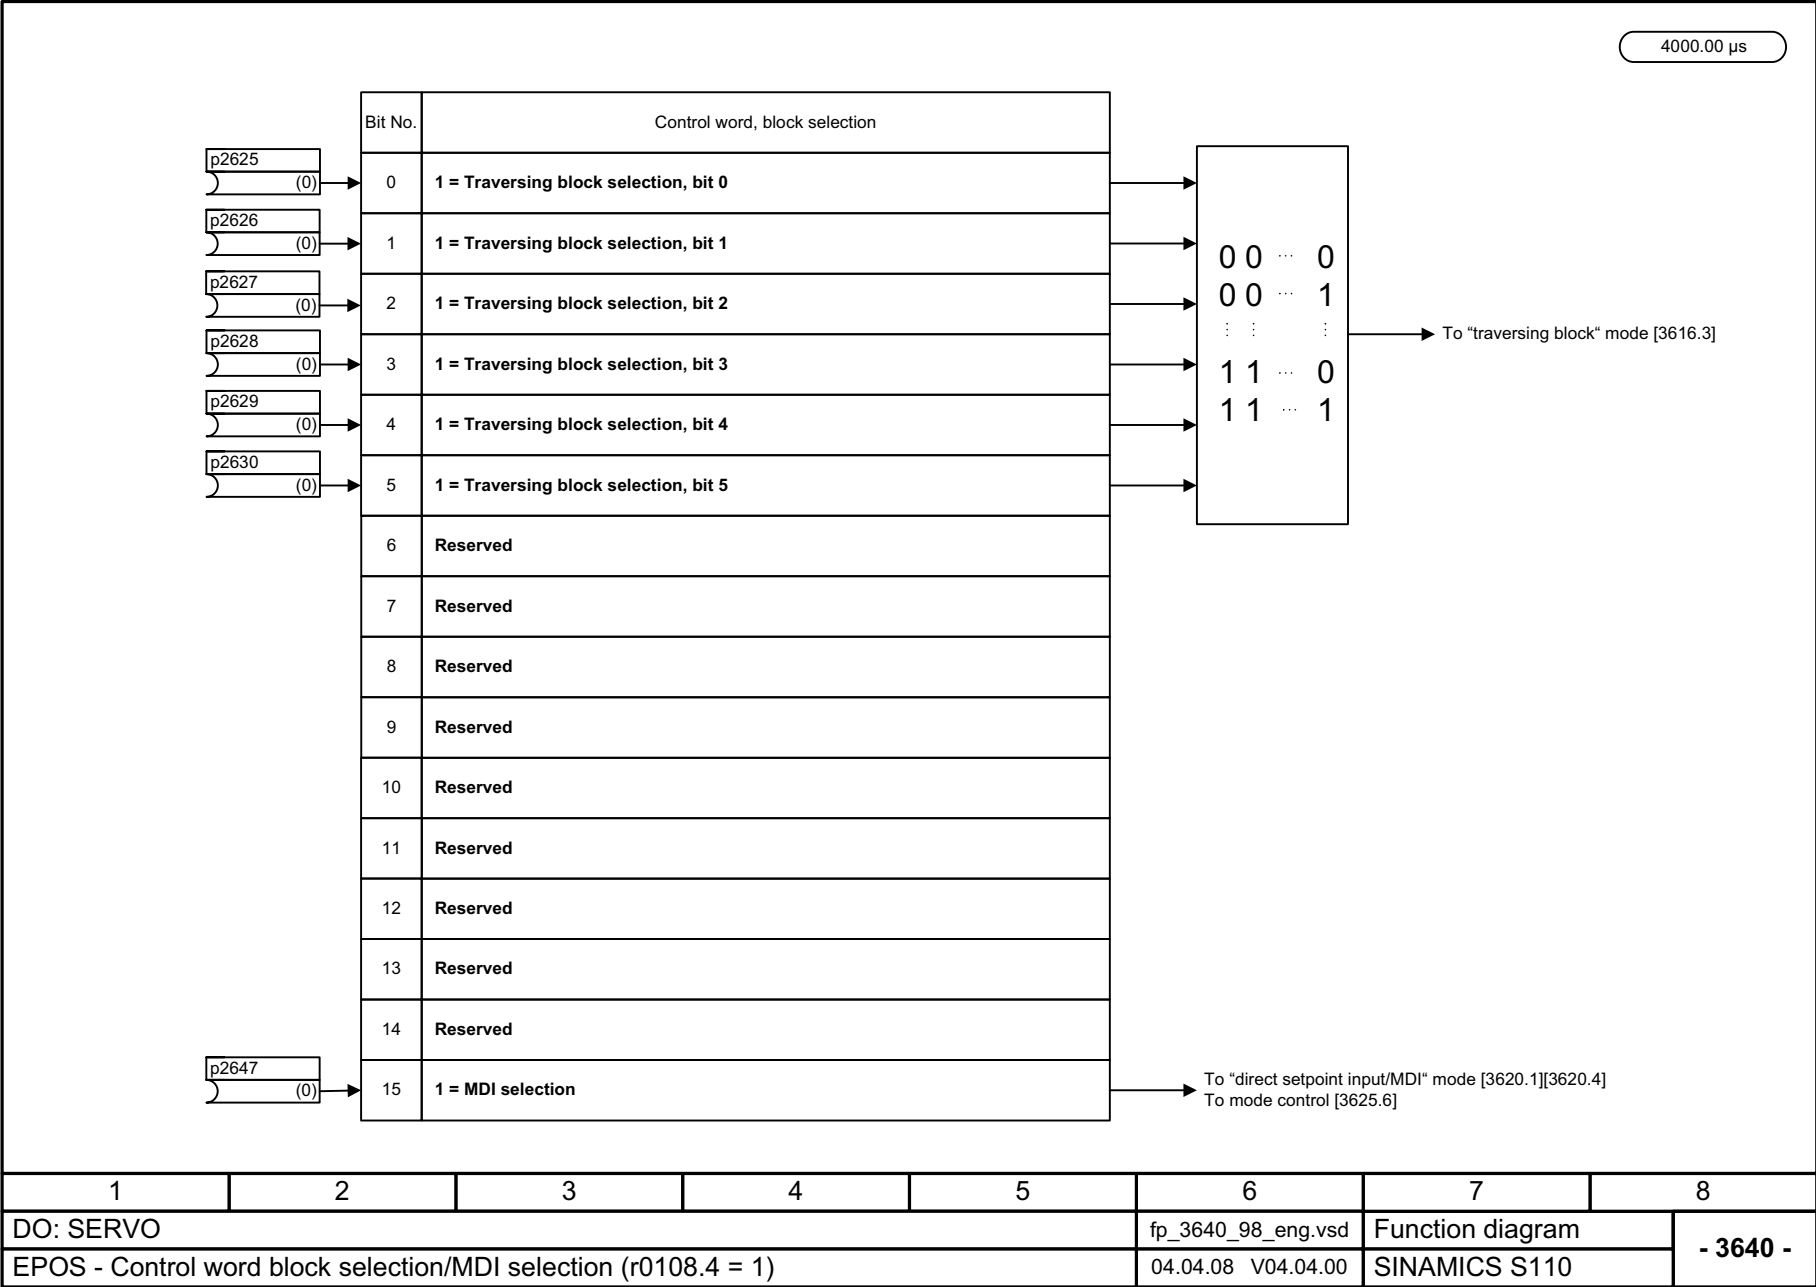 4000.00 µs
Bit No. Control word, block selection
p2625
(0) 0 1 = Traversing block selection, bit 0
p2626
(0) 1 1 = Traversing block selection, bit 1
p2627
(0) 2 1 = Traversing block selection, bit 2
p2628
(0) 3 1 = Traversing block selection, bit 3
p2629
(0) 4 1 = Traversing block selection, bit 4
p2630
(0) 5 1 = Traversing block selection, bit 5
0 0 ... 0
0 0 ... 1
⋮ ⋮ ⋮
1 1 ... 0
1 1 ... 1
To “traversing block“ mode [3616.3]
6 Reserved
7 Reserved
8 Reserved
9 Reserved
10 Reserved
11 Reserved
12 Reserved
13 Reserved
14 Reserved
p2647
(0) 15 1 = MDI selection
To “direct setpoint input/MDI“ mode [3620.1][3620.4]
To mode control [3625.6]
1 2 3 4 5 6 7 8
DO: SERVO fp_3640_98_eng.vsd Function diagram
- 3640 -
EPOS - Control word block selection/MDI selection (r0108.4 = 1) 04.04.08 V04.04.00 SINAMICS S110